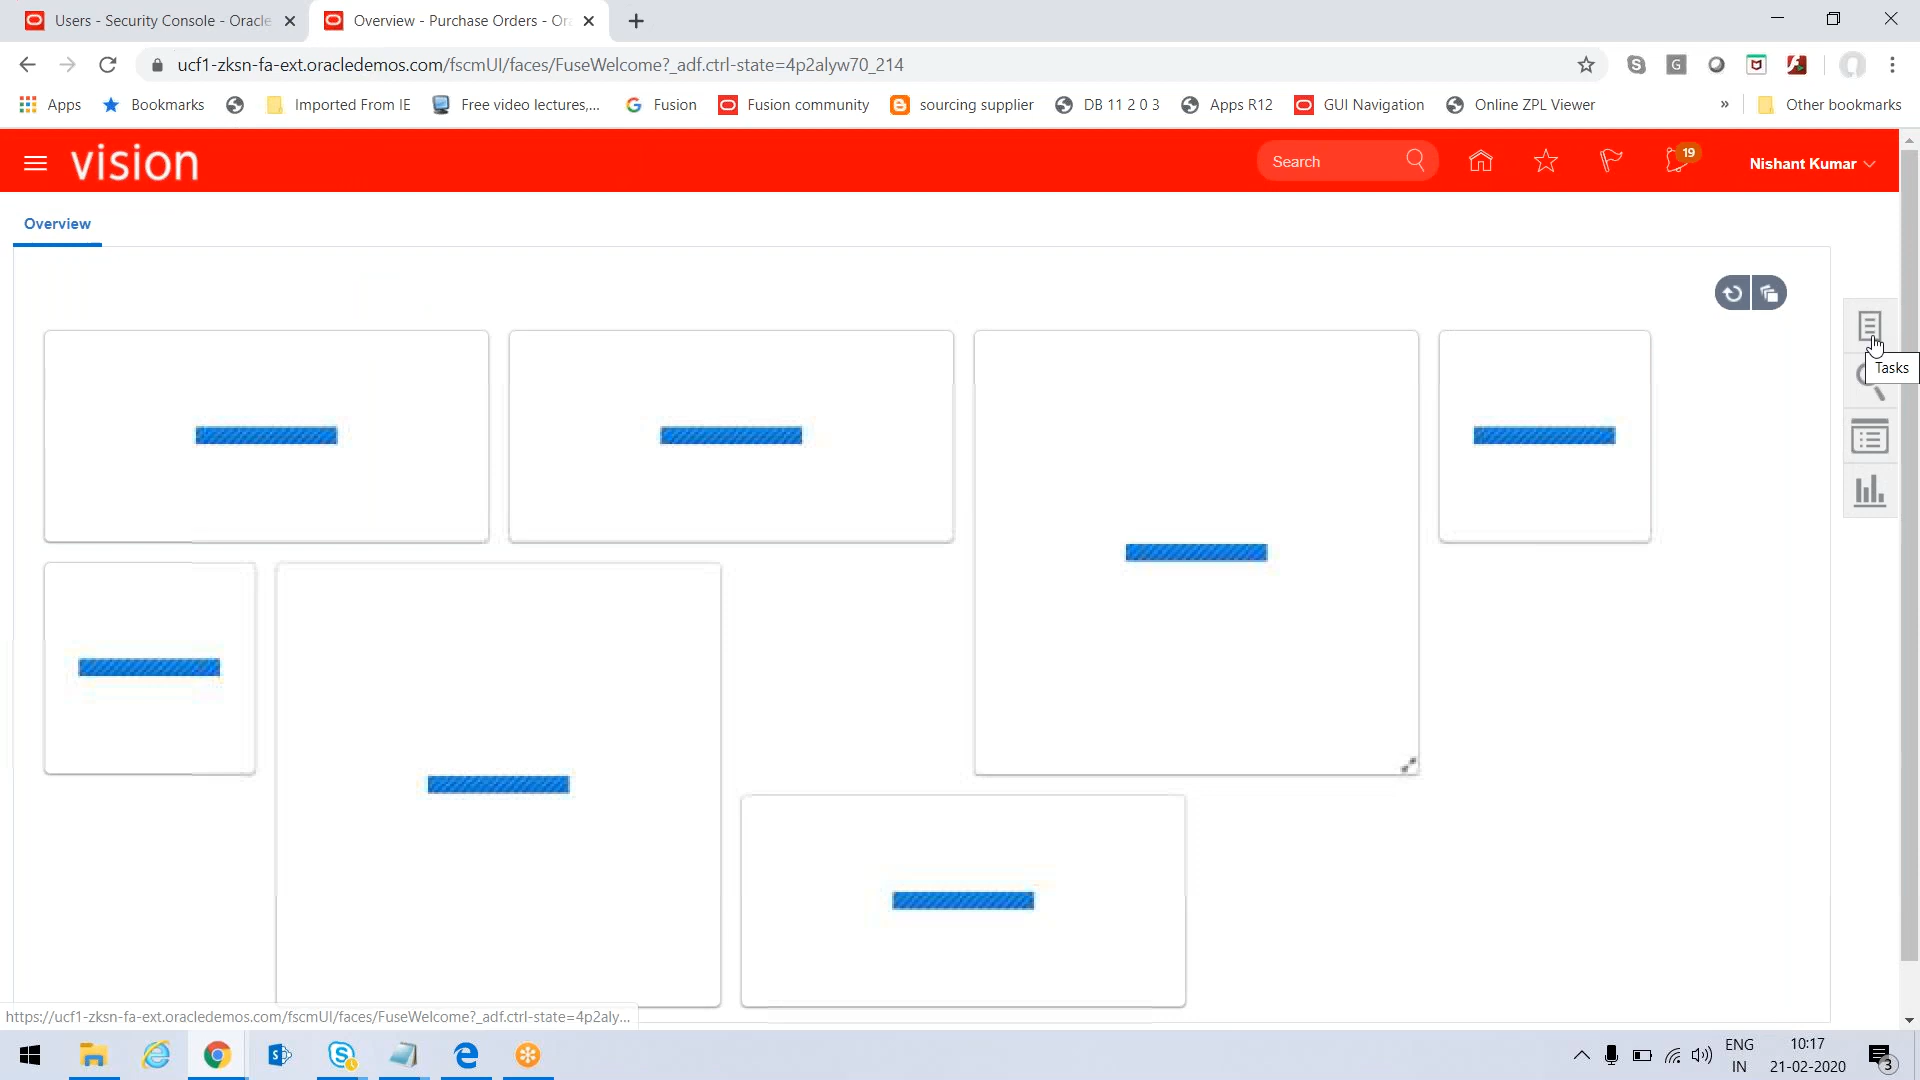 Users - Security Console - Oracle
Overview - Purchase Orders - Or
ucf1-zksn-fa-ext.oracledemos.com/fscmUI/faces/FuseWelcome?_adf.ctrl-state=4p2alyw70_214
Apps
Bookmarks
Imported From IE
Free video lectures,...
Fusion
Fusion community
sourcing supplier
DB 11 2 0 3
Apps R12
GUI Navigation
Online ZPL Viewer
»
Other bookmarks
vision
Search
19
Nishant Kumar
Overview
Tasks
https://ucf1-zksn-fa-ext.oracledemos.com/fscmUI/faces/FuseWelcome?_adf.ctrl-state=4p2aly...
ENG
IN
10:17
21-02-2020
3